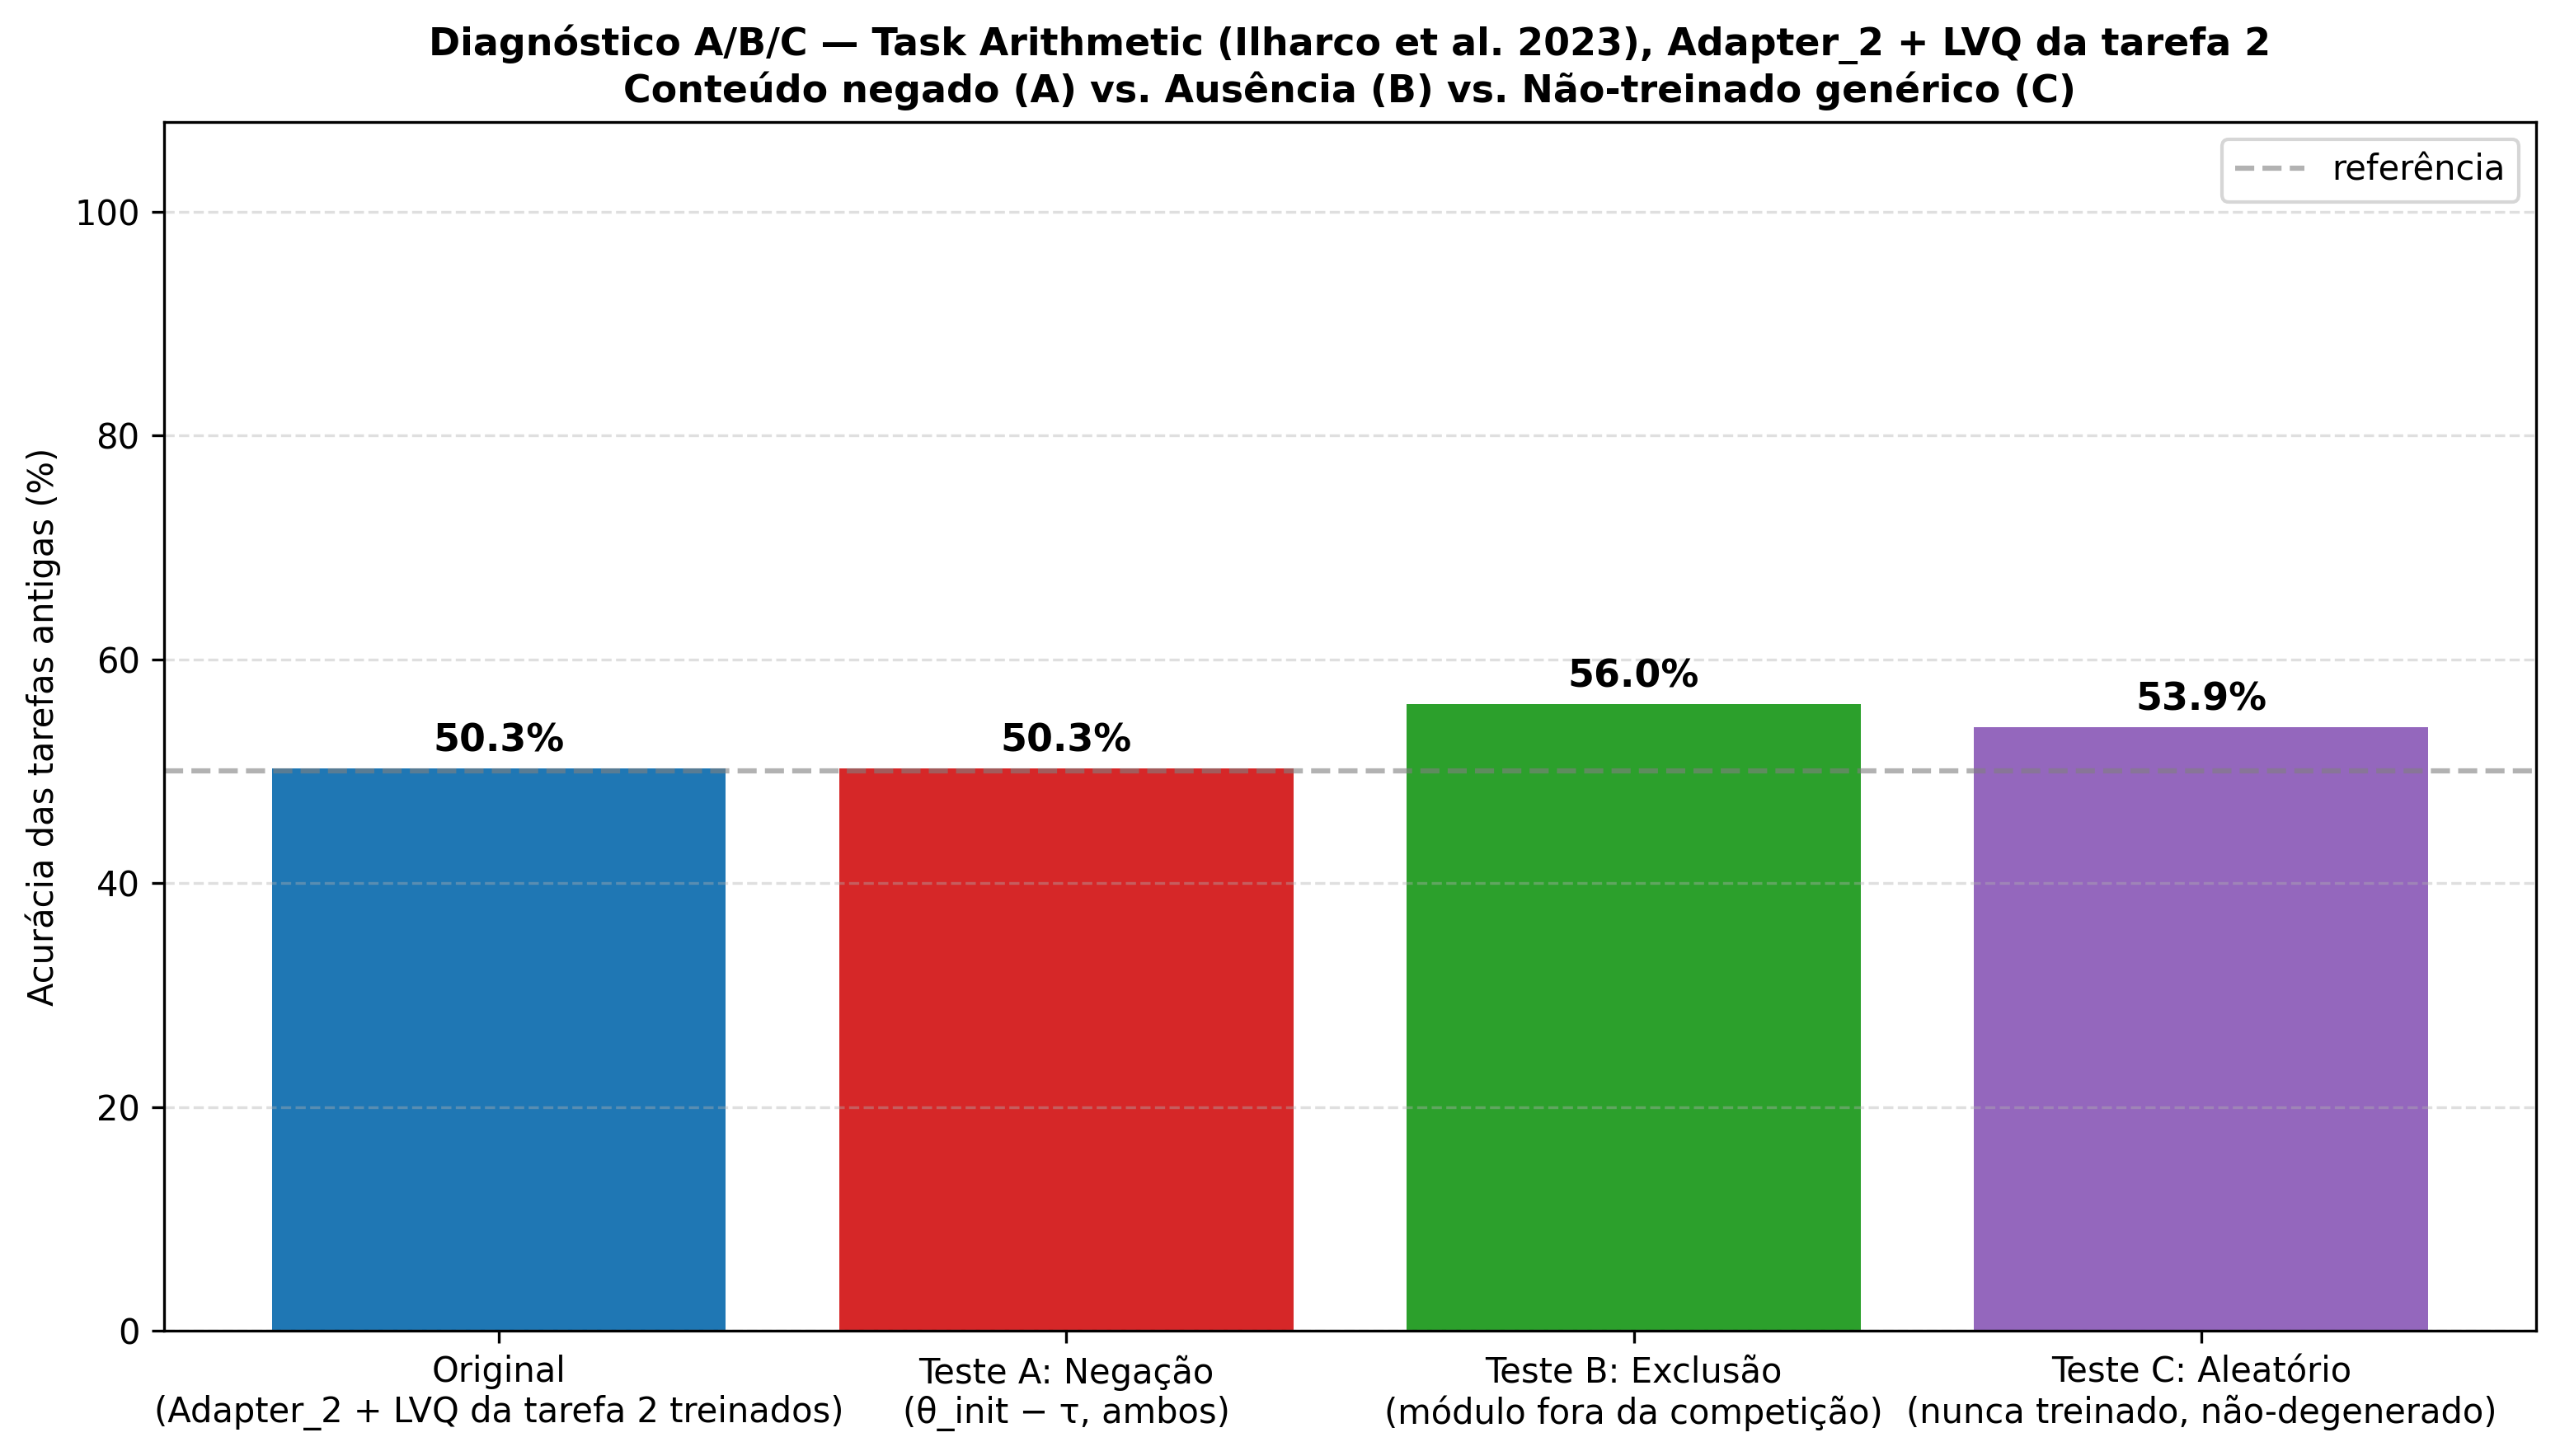 Diagnóstico A/B/C — Task Arithmetic (Ilharco et al. 2023), Adapter_2 + LVQ da tarefa 2
Conteúdo negado (A) vs. Ausência (B) vs. Não-treinado genérico (C)
referência
Acurácia das tarefas antigas (%)
100
80
60
40
20
0
50.3%
50.3%
56.0%
53.9%
Original
(Adapter_2 + LVQ da tarefa 2 treinados)
Teste A: Negação
(θ_init − τ, ambos)
Teste B: Exclusão
(módulo fora da competição)
Teste C: Aleatório
(nunca treinado, não-degenerado)